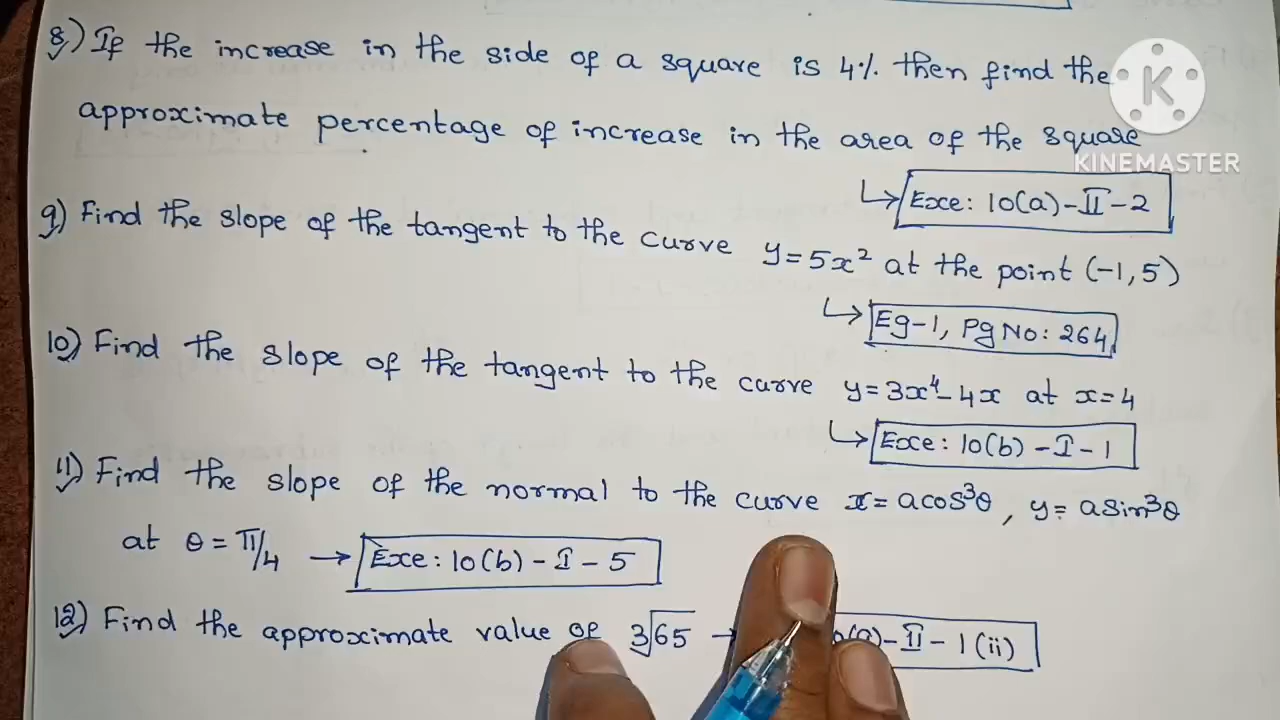 8) If the increase in the side of a square is 4% then find the
approximate percentage of increase in the area of the square
KINEMASTER
↳ Exe: 10(a)-II-2
9) Find the slope of the tangent to the curve y=5x² at the point (-1,5)
↳ Eg-1, Pg No: 264
10) Find the slope of the tangent to the curve y=3x⁴-4x at x=4
↳ Exe: 10(b)-I-1
11) Find the slope of the normal to the curve x=acos³θ, y=asin³θ
at θ=π/4 → Exe: 10(b)-I-5
12) Find the approximate value of ∛65 → (a)-II-1(ii)